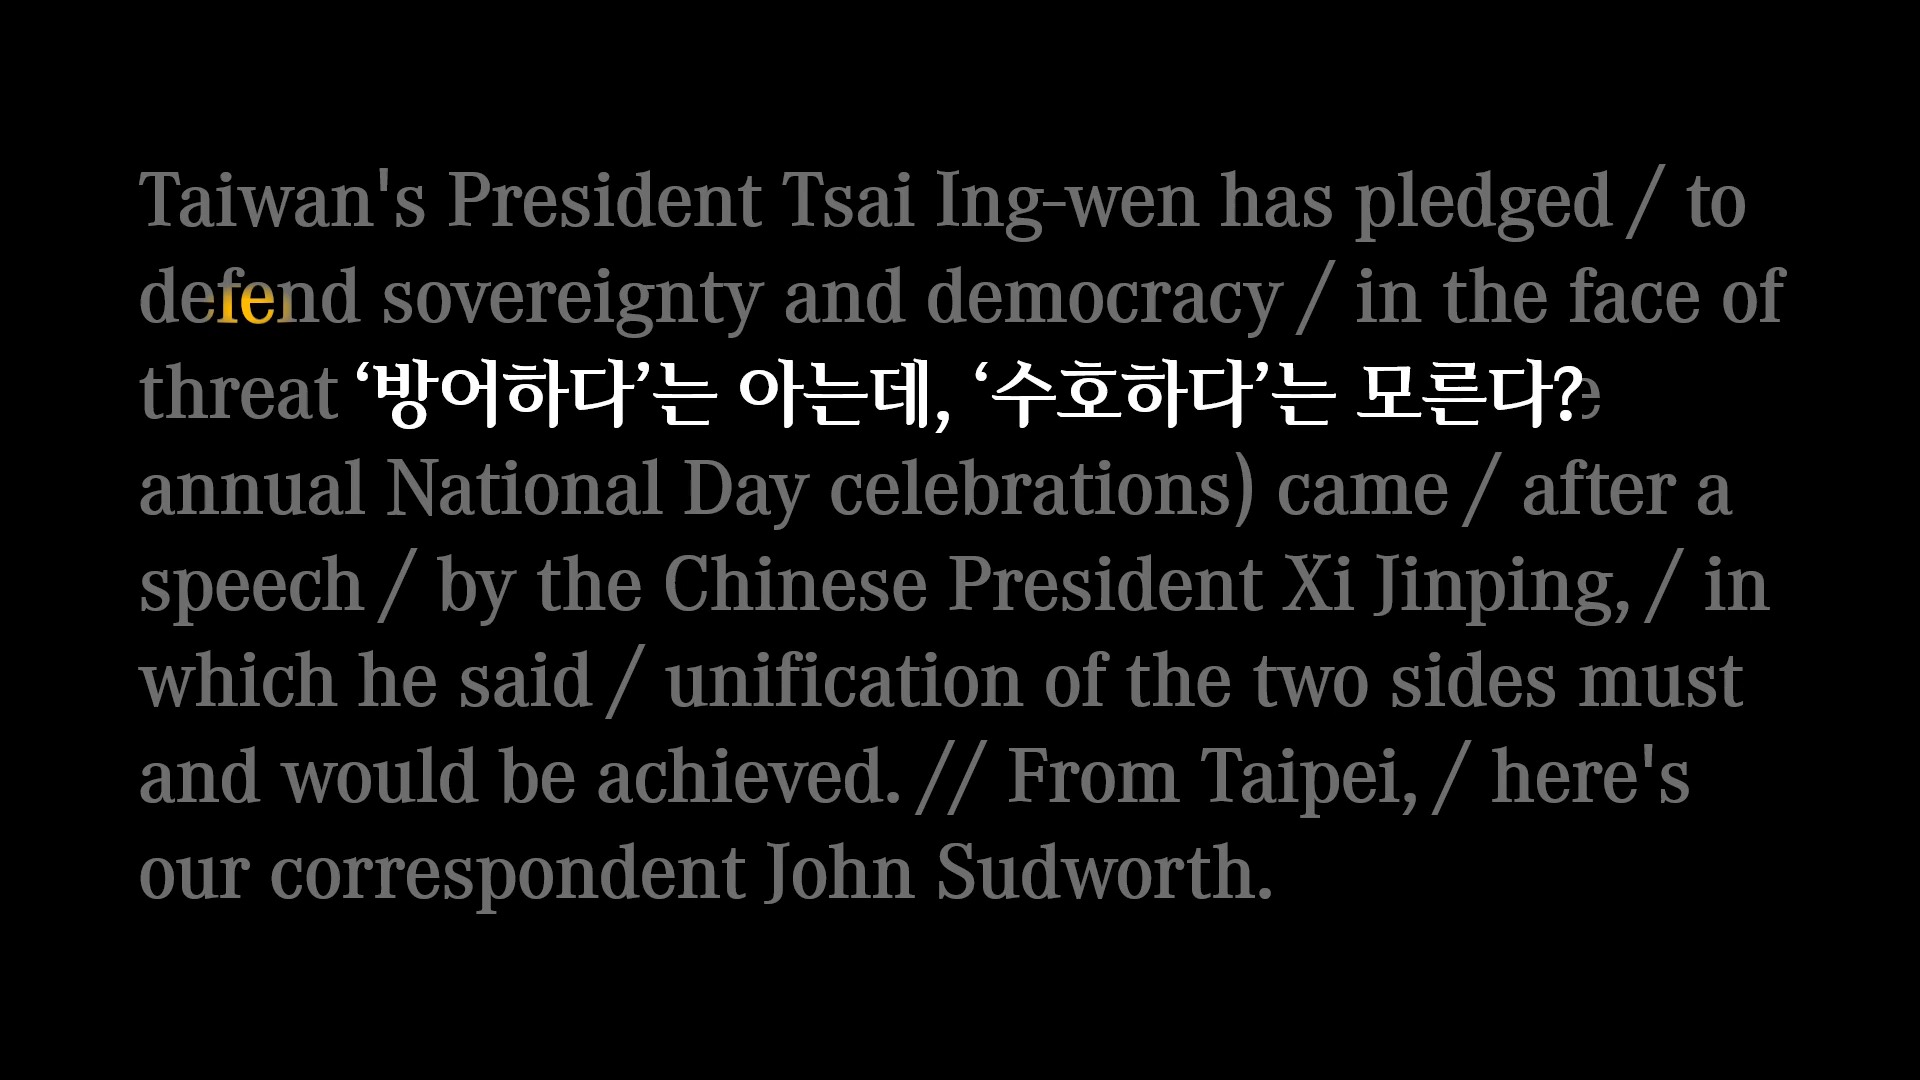 Taiwan's President Tsai Ing-wen has pledged / to
defend sovereignty and democracy / in the face of
threat ‘방어하다’는 아는데, ‘수호하다’는 모른다?
annual National Day celebrations) came / after a
speech / by the Chinese President Xi Jinping, / in
which he said / unification of the two sides must
and would be achieved. // From Taipei, / here's
our correspondent John Sudworth.